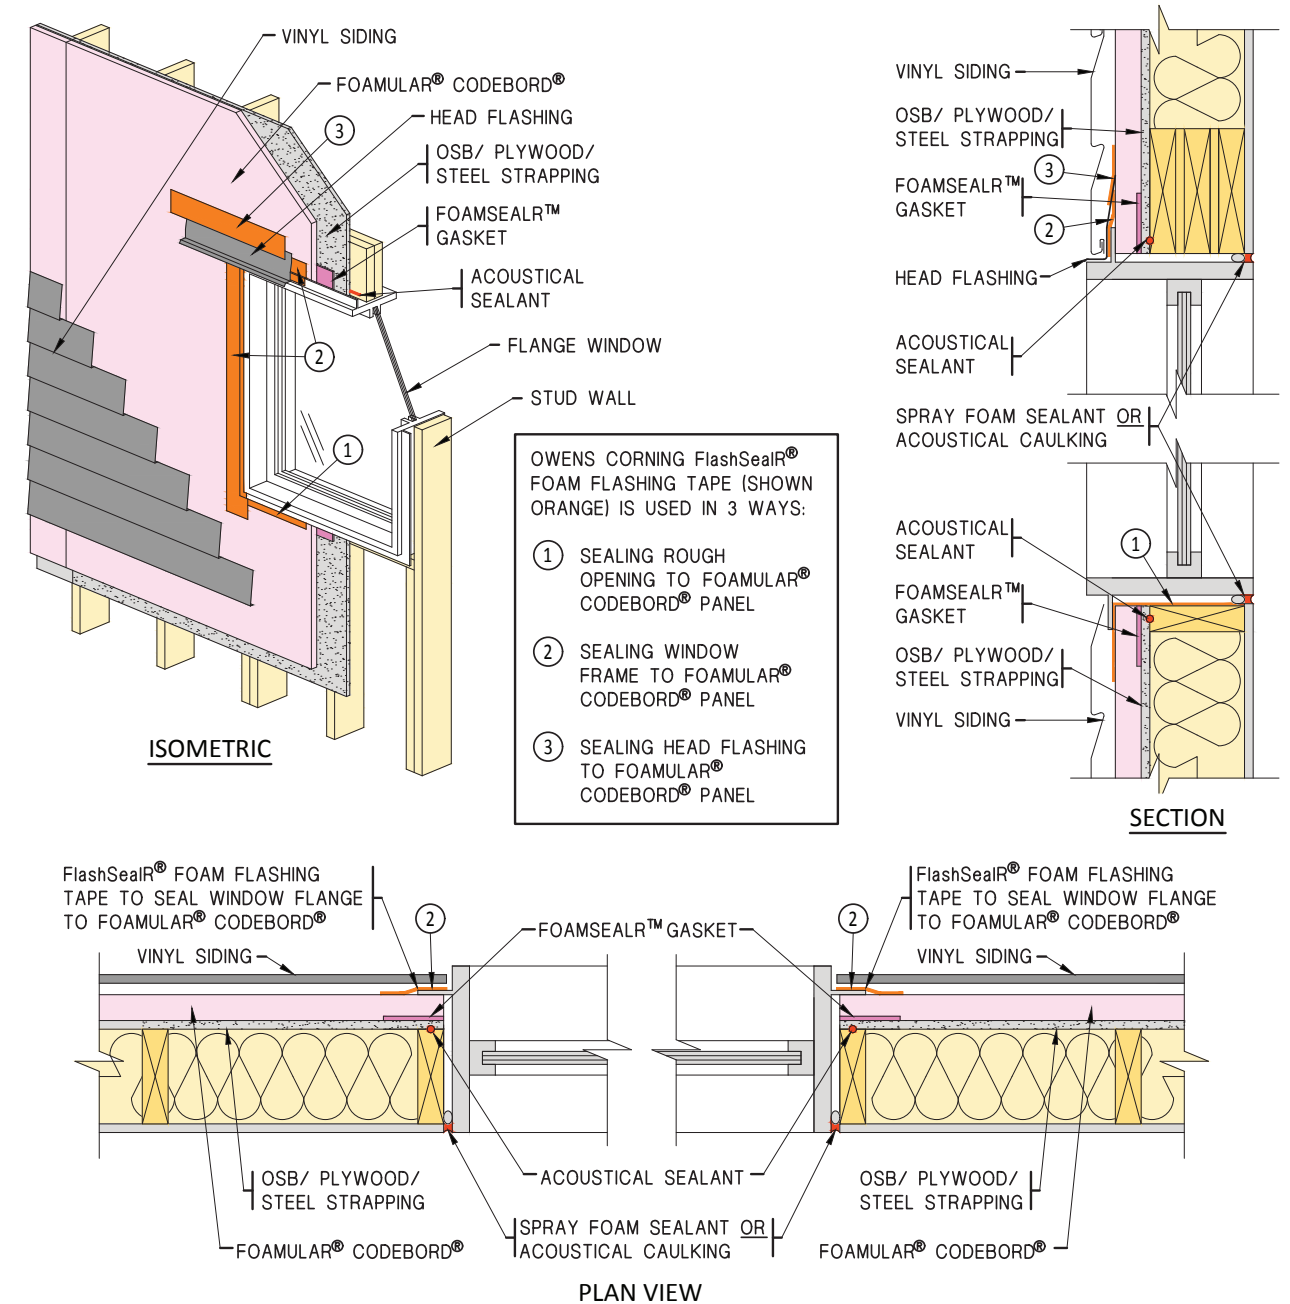 VINYL SIDING
FOAMULAR® CODEBORD®
HEAD FLASHING
3
OSB/ PLYWOOD/
STEEL STRAPPING
FOAMSEALR™
GASKET
ACOUSTICAL
SEALANT
2
FLANGE WINDOW
STUD WALL
1
ISOMETRIC
OWENS CORNING FlashSealR®
FOAM FLASHING TAPE (SHOWN
ORANGE) IS USED IN 3 WAYS:
1 SEALING ROUGH
OPENING TO FOAMULAR®
CODEBORD® PANEL
2 SEALING WINDOW
FRAME TO FOAMULAR®
CODEBORD® PANEL
3 SEALING HEAD FLASHING
TO FOAMULAR®
CODEBORD® PANEL
VINYL SIDING
OSB/ PLYWOOD/
STEEL STRAPPING
3
FOAMSEALR™
GASKET
2
HEAD FLASHING
ACOUSTICAL
SEALANT
SPRAY FOAM SEALANT OR
ACOUSTICAL CAULKING
ACOUSTICAL
SEALANT
1
FOAMSEALR™
GASKET
OSB/ PLYWOOD/
STEEL STRAPPING
VINYL SIDING
SECTION
FlashSealR® FOAM FLASHING
TAPE TO SEAL WINDOW FLANGE
TO FOAMULAR® CODEBORD®
2
VINYL SIDING
FOAMSEALR™ GASKET
2
FlashSealR® FOAM FLASHING
TAPE TO SEAL WINDOW FLANGE
TO FOAMULAR® CODEBORD®
VINYL SIDING
OSB/ PLYWOOD/
STEEL STRAPPING
ACOUSTICAL SEALANT
OSB/ PLYWOOD/
STEEL STRAPPING
FOAMULAR® CODEBORD®
SPRAY FOAM SEALANT OR
ACOUSTICAL CAULKING
FOAMULAR® CODEBORD®
PLAN VIEW